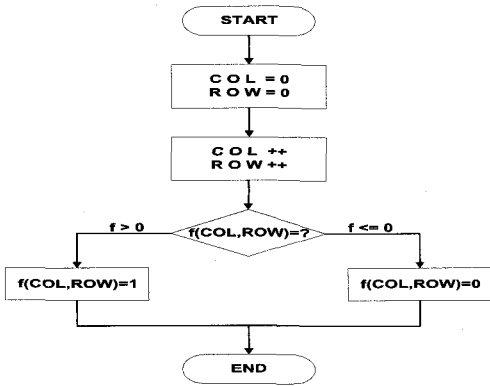 START
COL = 0
ROW = 0
COL ++
ROW ++
f > 0
f(COL,ROW)=?
f <= 0
f(COL,ROW)=1
f(COL,ROW)=0
END